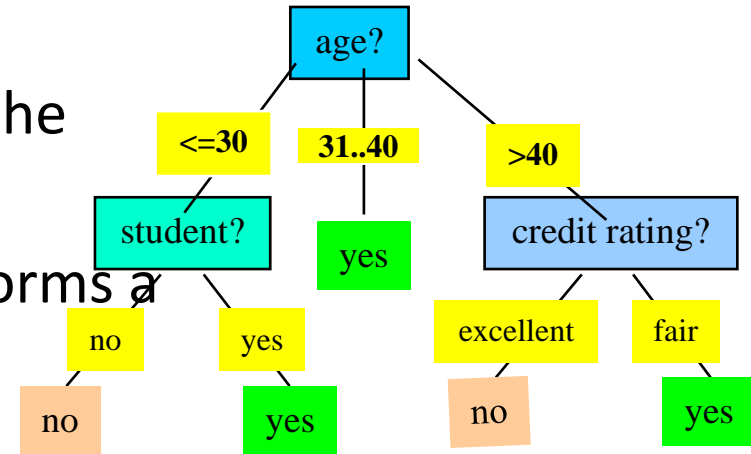 age?
he
<=30
31..40
>40
student?
yes
credit rating?
orms a
no
yes
excellent
fair
no
yes
no
yes